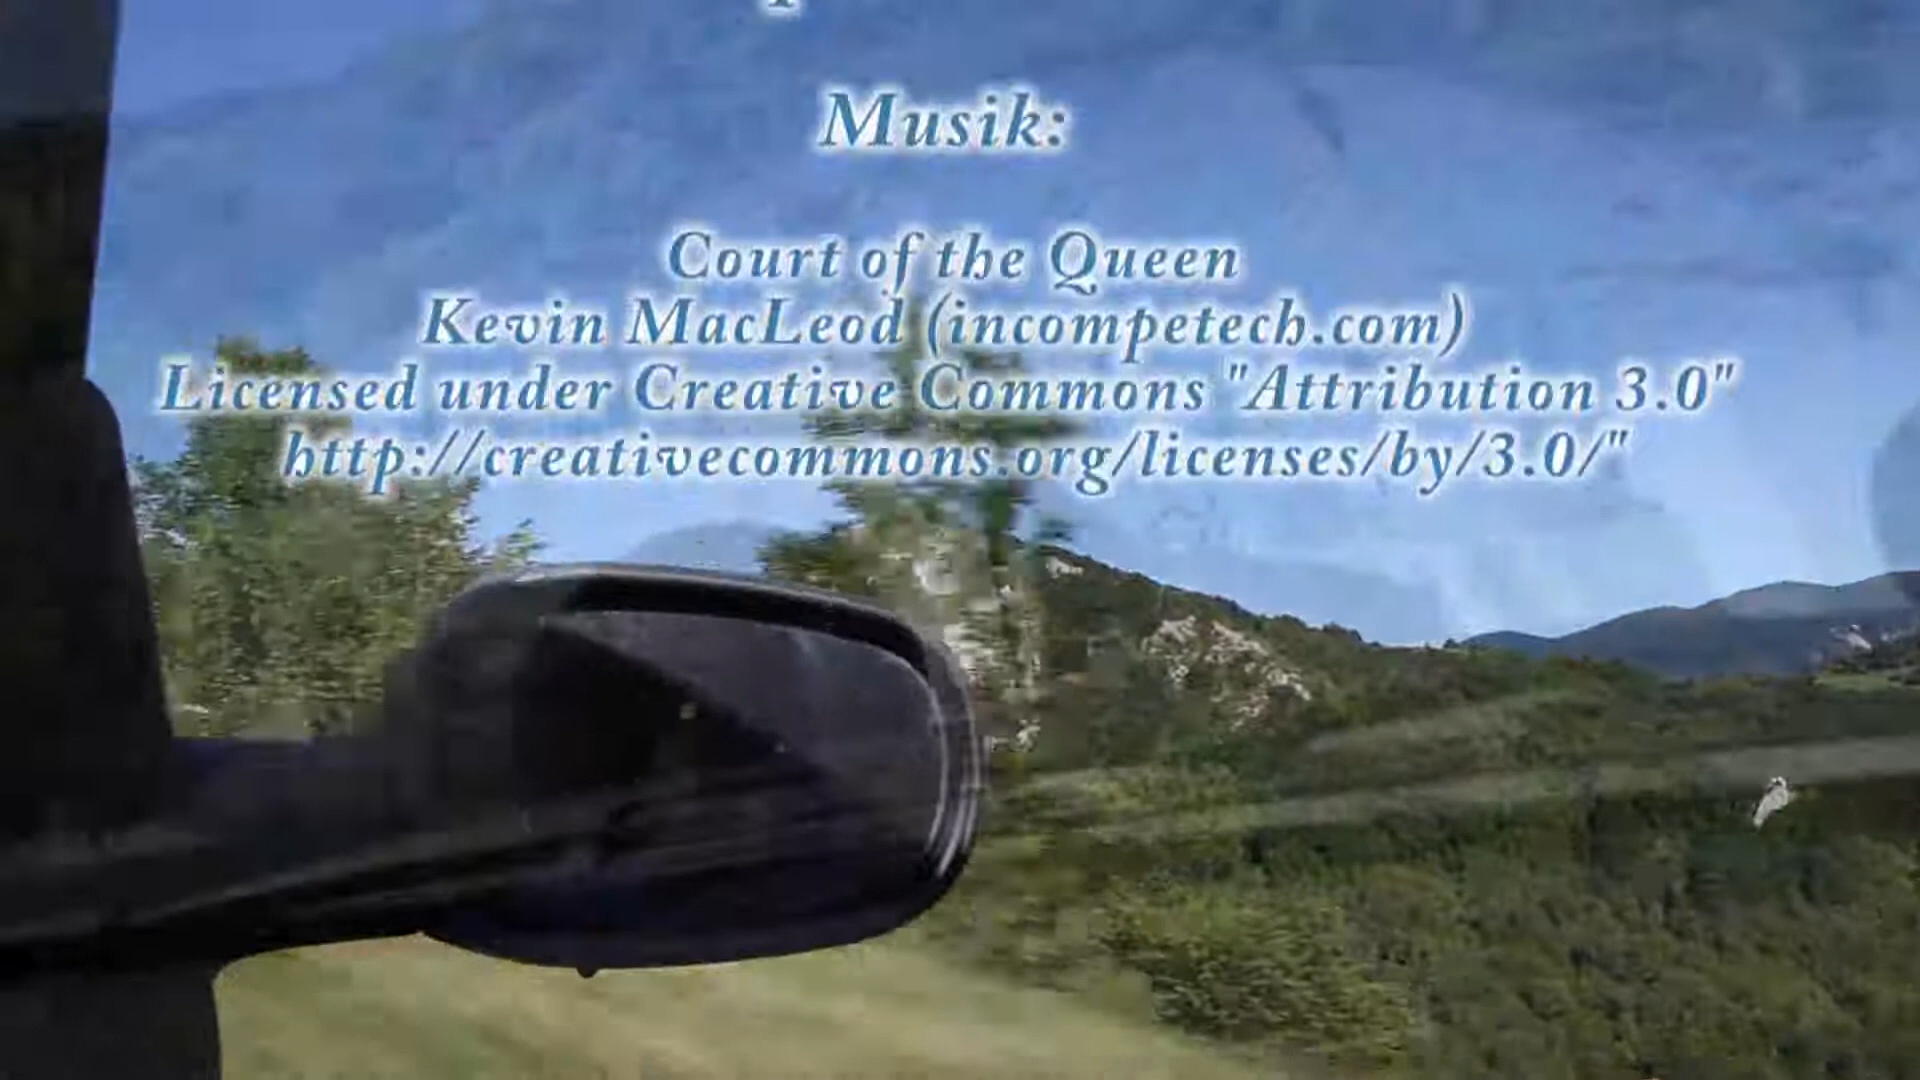 Musik:
Court of the Queen
Kevin MacLeod (incompetech.com)
Licensed under Creative Commons "Attribution 3.0"
http://creativecommons.org/licenses/by/3.0/"